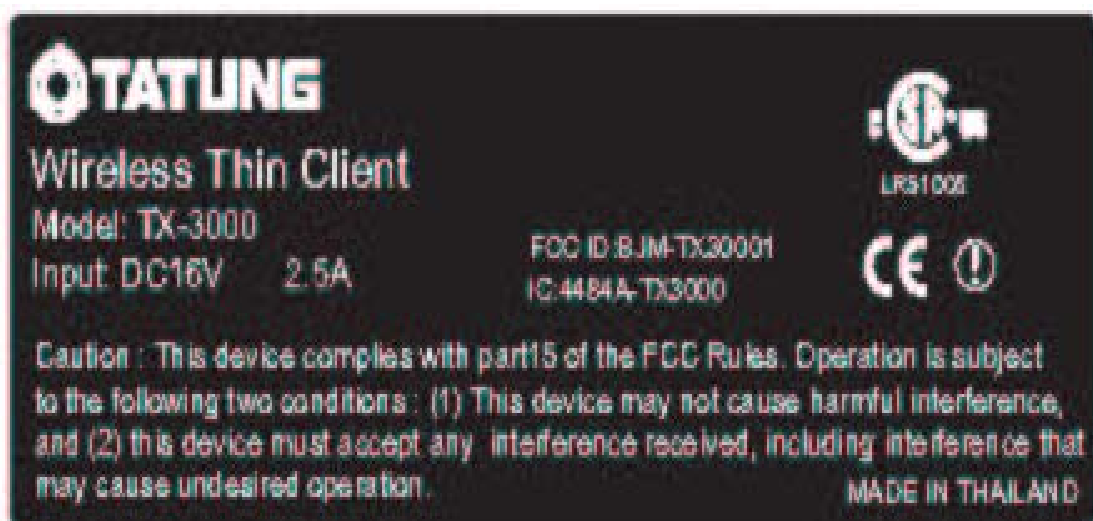 TATUNG
Wireless Thin Client
Model: TX-3000
Input: DC16V 2.5A
FCC ID:BJM-TX30001
IC:4484A-TX3000
LR51006
CE
Caution : This device complies with part15 of the FCC Rules. Operation is subject
to the following two conditions : (1) This device may not cause harmful interference,
and (2) this device must accept any interference received, including interference that
may cause undesired operation.
MADE IN THAILAND